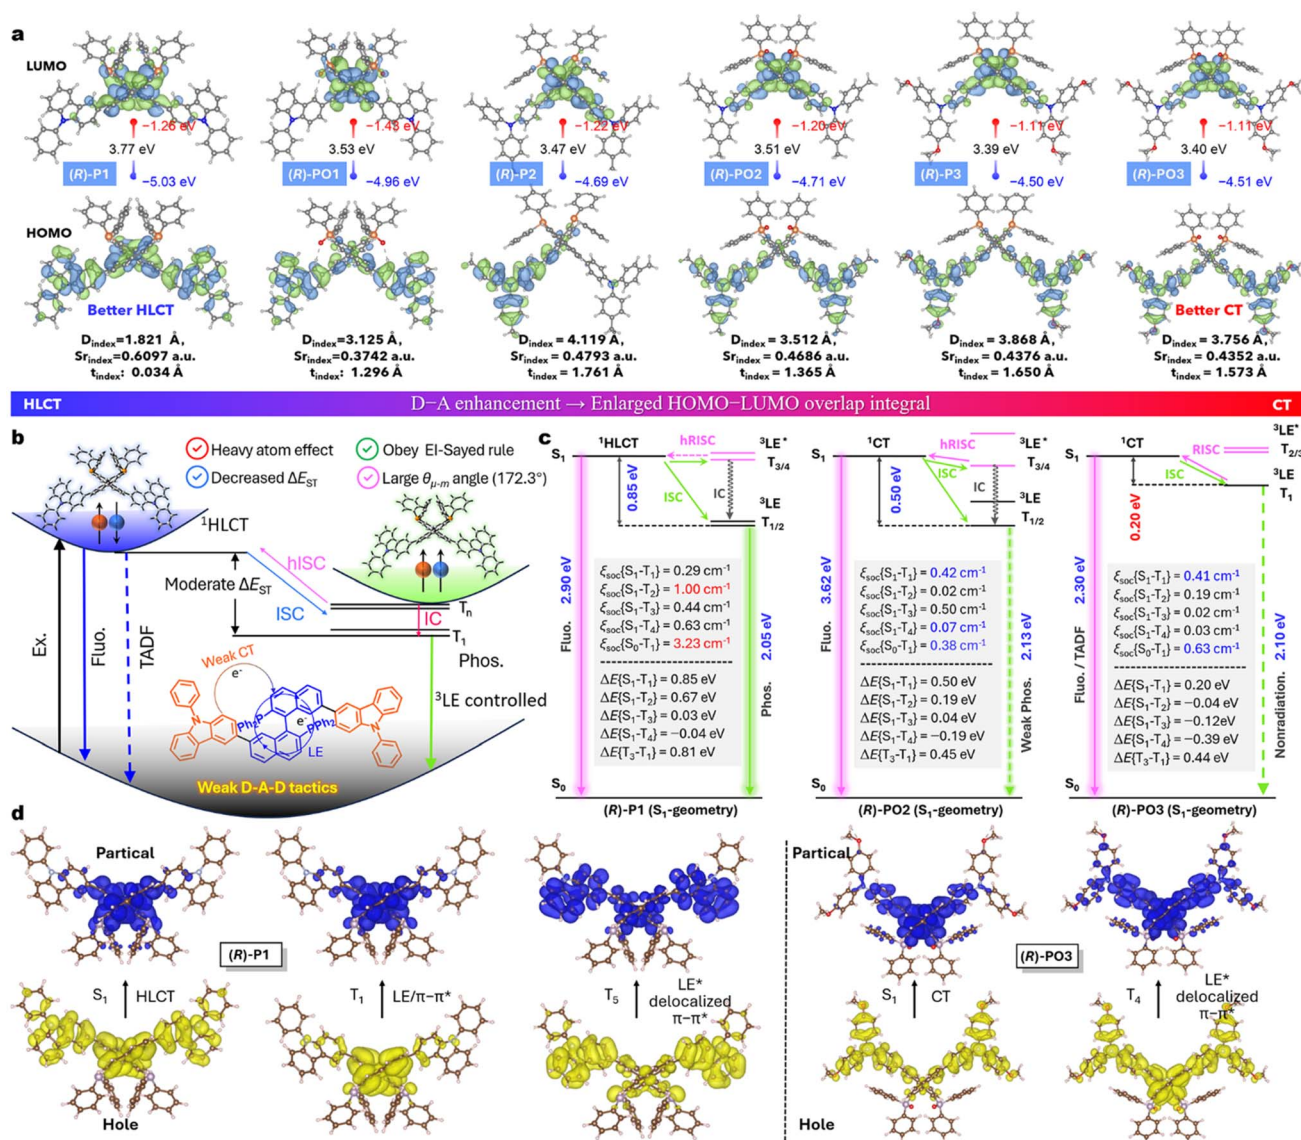 a
LUMO
−1.26 eV
3.77 eV
(R)-P1
−5.03 eV
−1.43 eV
3.53 eV
(R)-PO1
−4.96 eV
−1.22 eV
3.47 eV
(R)-P2
−4.69 eV
−1.20 eV
3.51 eV
(R)-PO2
−4.71 eV
−1.11 eV
3.39 eV
(R)-P3
−4.50 eV
−1.11 eV
3.40 eV
(R)-PO3
−4.51 eV
HOMO
Better HLCT
Better CT
Dindex=1.821 Å,
Srindex=0.6097 a.u.
tindex: 0.034 Å
Dindex=3.125 Å,
Srindex=0.3742 a.u.
tindex: 1.296 Å
Dindex = 4.119 Å,
Srindex = 0.4793 a.u.
tindex = 1.761 Å
Dindex = 3.512 Å,
Srindex = 0.4686 a.u.
tindex = 1.365 Å
Dindex = 3.868 Å,
Srindex = 0.4376 a.u.
tindex = 1.650 Å
Dindex = 3.756 Å
Srindex = 0.4352 a.u.
tindex = 1.573 Å
HLCT
D−A enhancement → Enlarged HOMO−LUMO overlap integral
CT
b
Heavy atom effect
Obey El-Sayed rule
Decreased ΔEST
Large θμ-m angle (172.3°)
¹HLCT
hISC
Moderate ΔEST
ISC
Tn
IC
T₁
Ex.
Fluo.
TADF
Phos.
Weak CT
e⁻
³LE controlled
Ph₂P
PPh₂
e⁻
N
N
LE
Weak D-A-D tactics
c
¹HLCT
³LE*
hRISC
S₁
T3/4
0.85 eV
ISC
IC
³LE
T1/2
2.90 eV
Fluo.
ξsoc{S₁-T₁} = 0.29 cm⁻¹
ξsoc{S₁-T₂} = 1.00 cm⁻¹
ξsoc{S₁-T₃} = 0.44 cm⁻¹
ξsoc{S₁-T₄} = 0.63 cm⁻¹
ξsoc{S₀-T₁} = 3.23 cm⁻¹
ΔE{S₁-T₁} = 0.85 eV
ΔE{S₁-T₂} = 0.67 eV
ΔE{S₁-T₃} = 0.03 eV
ΔE{S₁-T₄} = −0.04 eV
ΔE{T₃-T₁} = 0.81 eV
2.05 eV
Phos.
S₀
(R)-P1 (S₁-geometry)
¹CT
³LE*
hRISC
S₁
T3/4
0.50 eV
ISC
IC
³LE
T1/2
3.62 eV
Fluo.
ξsoc{S₁-T₁} = 0.42 cm⁻¹
ξsoc{S₁-T₂} = 0.02 cm⁻¹
ξsoc{S₁-T₃} = 0.50 cm⁻¹
ξsoc{S₁-T₄} = 0.07 cm⁻¹
ξsoc{S₀-T₁} = 0.38 cm⁻¹
ΔE{S₁-T₁} = 0.50 eV
ΔE{S₁-T₂} = 0.19 eV
ΔE{S₁-T₃} = 0.04 eV
ΔE{S₁-T₄} = −0.19 eV
ΔE{T₃-T₁} = 0.45 eV
2.13 eV
Weak Phos.
S₀
(R)-PO2 (S₁-geometry)
¹CT
³LE*
T2/3
RISC
S₁
ISC
³LE
T₁
0.20 eV
2.30 eV
Fluo. / TADF
ξsoc{S₁-T₁} = 0.41 cm⁻¹
ξsoc{S₁-T₂} = 0.19 cm⁻¹
ξsoc{S₁-T₃} = 0.02 cm⁻¹
ξsoc{S₁-T₄} = 0.03 cm⁻¹
ξsoc{S₀-T₁} = 0.63 cm⁻¹
ΔE{S₁-T₁} = 0.20 eV
ΔE{S₁-T₂} = −0.04 eV
ΔE{S₁-T₃} = −0.12eV
ΔE{S₁-T₄} = −0.39 eV
ΔE{T₃-T₁} = 0.44 eV
2.10 eV
Nonradiation.
S₀
(R)-PO3 (S₁-geometry)
d
Partical
(R)-P1
S₁
HLCT
T₁
LE/π−π*
T₅
LE*
delocalized
π−π*
Hole
Partical
(R)-PO3
S₁
CT
T₄
LE*
delocalized
π−π*
Hole